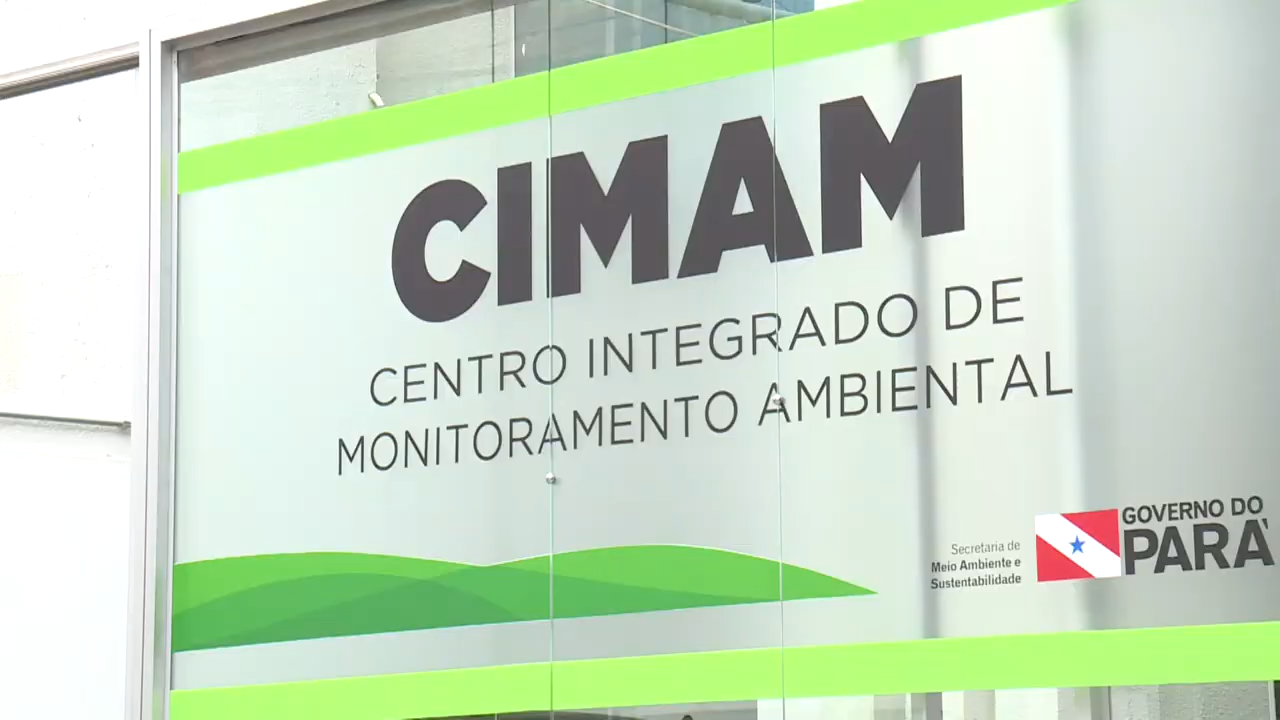 CIMAM
CENTRO INTEGRADO DE
MONITORAMENTO AMBIENTAL
Secretaria de
Meio Ambiente e
Sustentabilidade
GOVERNO DO
PARÁ